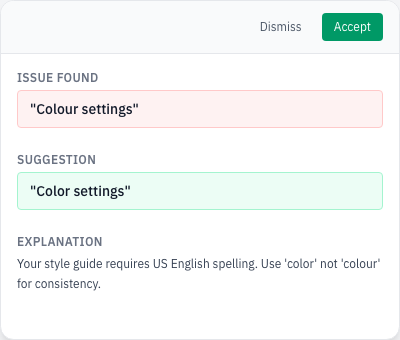 Dismiss Accept
ISSUE FOUND
"Colour settings"
SUGGESTION
"Color settings"
EXPLANATION
Your style guide requires US English spelling. Use 'color' not 'colour'
for consistency.